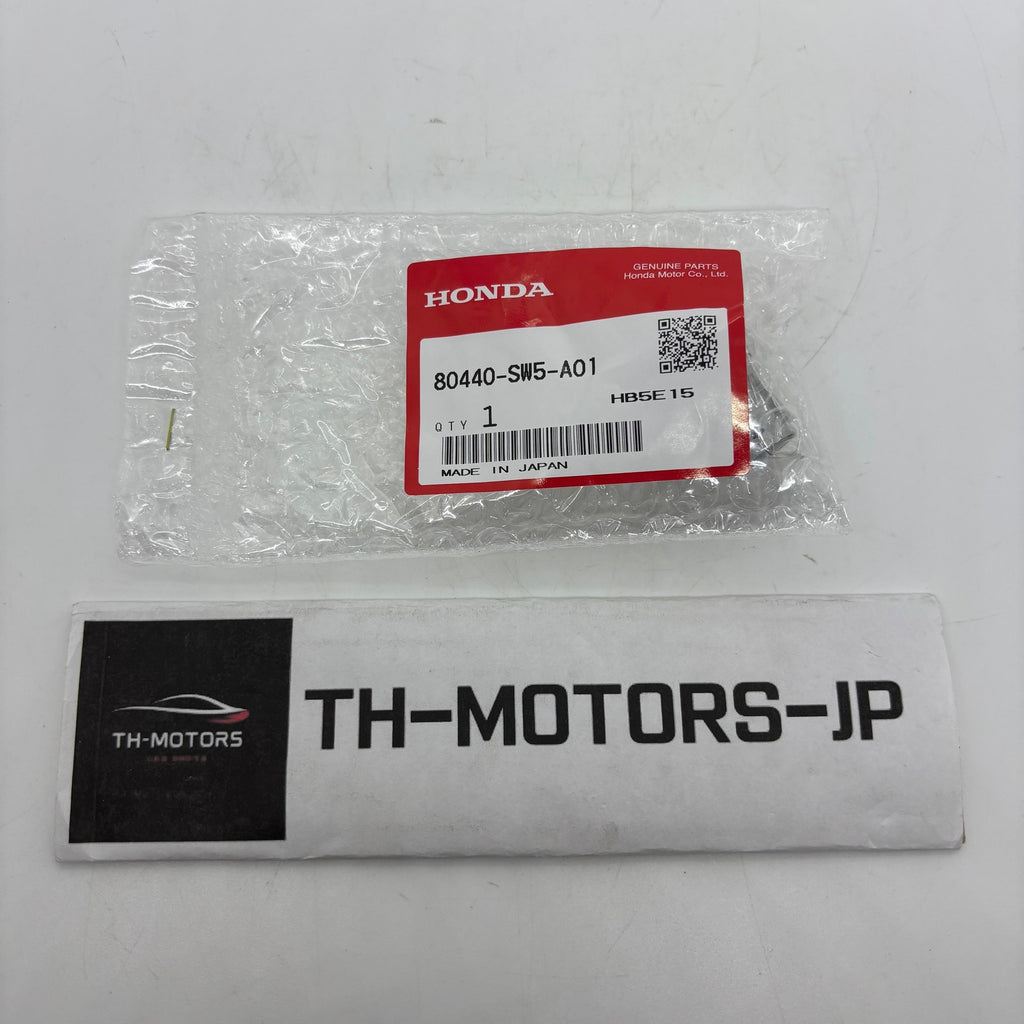 HONDA
GENUINE PARTS
Honda Motor Co., Ltd.
80440-SW5-A01
HB5E15
QTY 1
MADE IN JAPAN
TH-MOTORS
TH-MOTORS-JP